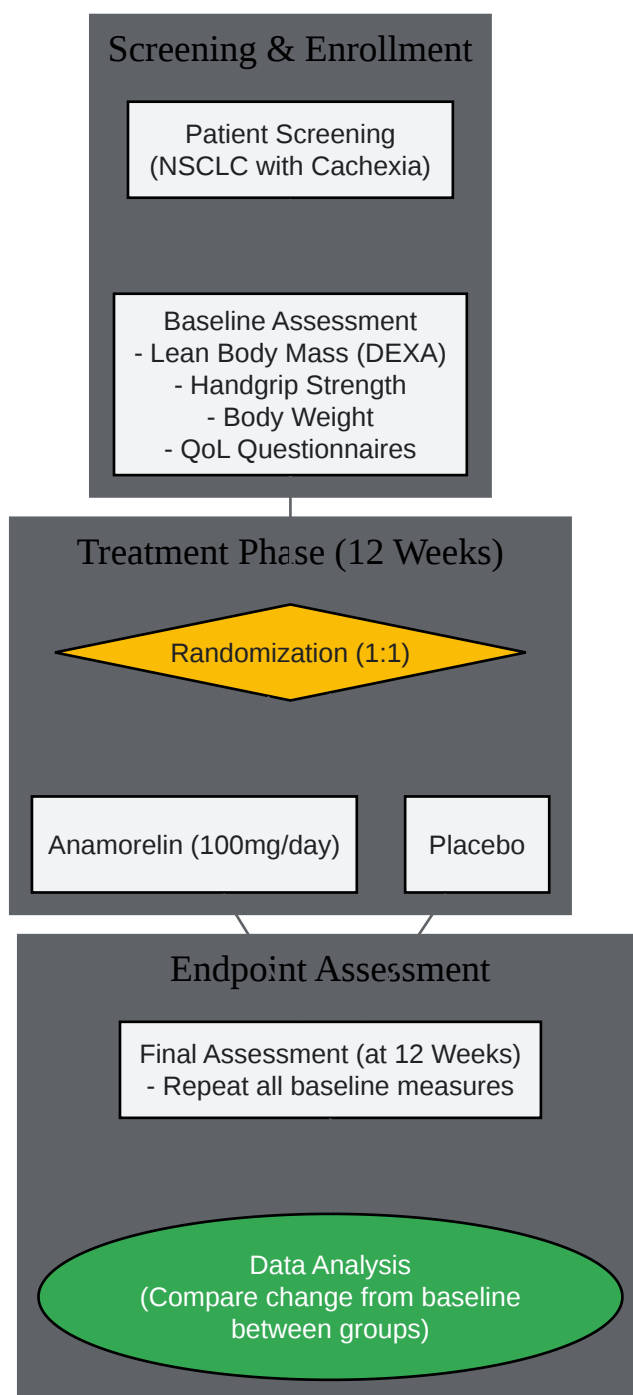 Screening & Enrollment
Patient Screening
(NSCLC with Cachexia)
Baseline Assessment
- Lean Body Mass (DEXA)
- Handgrip Strength
- Body Weight
- QoL Questionnaires
Treatment Phase (12 Weeks)
Randomization (1:1)
Anamorelin (100mg/day)
Placebo
Endpoint Assessment
Final Assessment (at 12 Weeks)
- Repeat all baseline measures
Data Analysis
(Compare change from baseline
between groups)